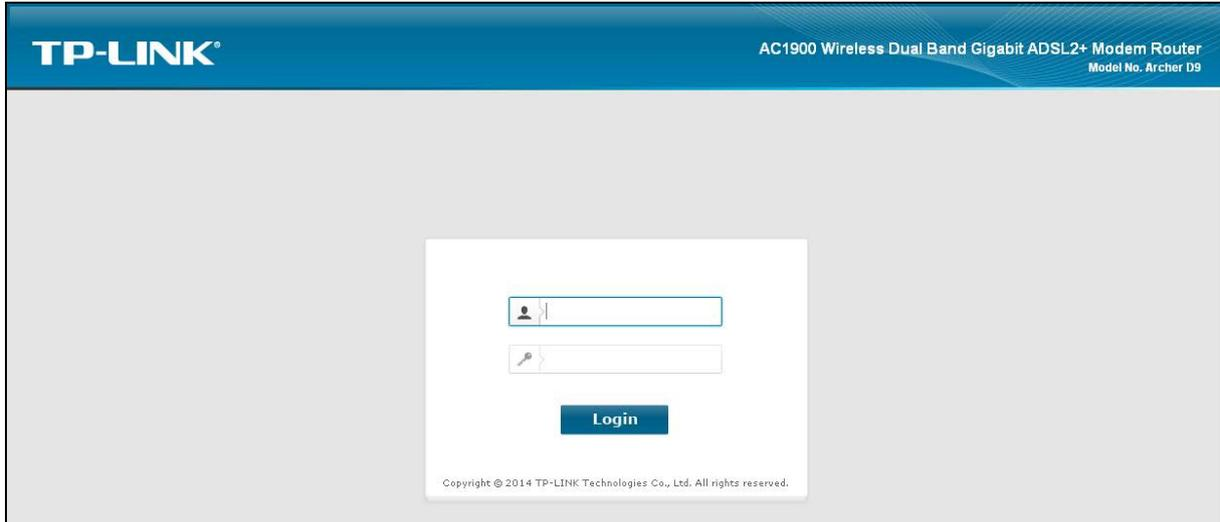 TP-LINK®
AC1900 Wireless Dual Band Gigabit ADSL2+ Modem Router
Model No. Archer D9
Login
Copyright © 2014 TP-LINK Technologies Co., Ltd. All rights reserved.